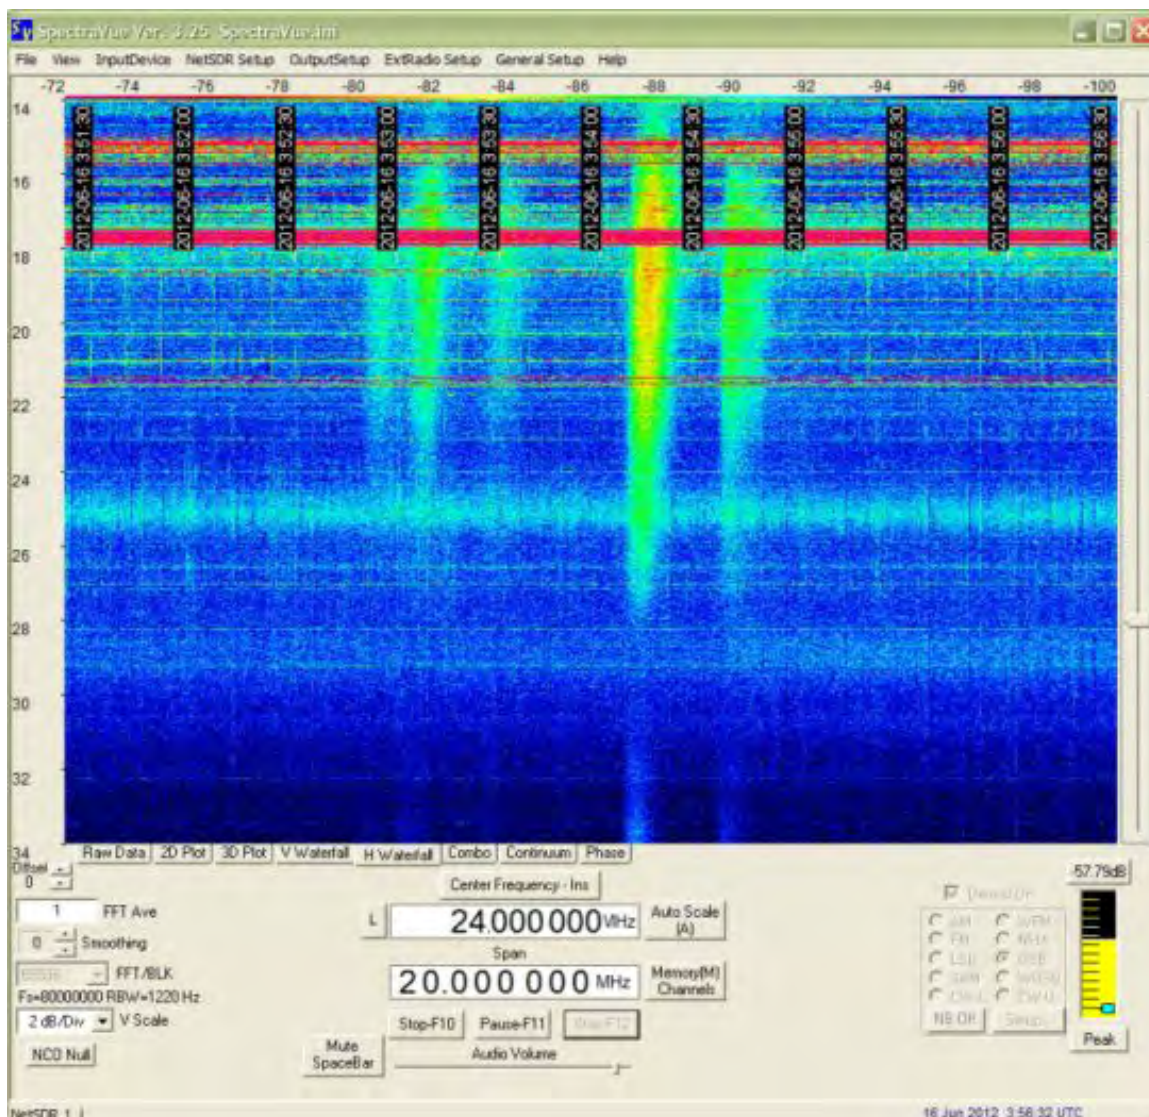 SpectraVue Ver. 3.25 SpectraVue.ini
File View InputDevice NetSDR Setup OutputSetup ExtRadio Setup General Setup Help
-72 -74 -76 -78 -80 -82 -84 -86 -88 -90 -92 -94 -96 -98 -100
14
2012-06-16 3:51:30
2012-06-16 3:52:00
2012-06-16 3:52:30
2012-06-16 3:53:00
2012-06-16 3:53:30
2012-06-16 3:54:00
2012-06-16 3:54:30
2012-06-16 3:55:00
2012-06-16 3:55:30
2012-06-16 3:56:00
2012-06-16 3:56:30
16
18
20
22
24
26
28
30
32
34
Raw Data 2D Plot 3D Plot V Waterfall H Waterfall Combo Continuum Phase
Offset
0
Center Frequency - Ins
-57.79dB
1 FFT Ave
L 24.000 000 MHz Auto Scale (A)
0 Smoothing
Span
FFT/BLK
20.000 000 MHz Memory(M) Channels
Fs=80000000 RBW=1220 Hz
2 dB/Div V Scale
Stop-F10 Pause-F11
NCO Null
Mute SpaceBar
Audio Volume
AM WFM
FM
LSB USB
NB Off Setup
Peak
NetSDR 1
16 Jun 2012 3:56:32 UTC